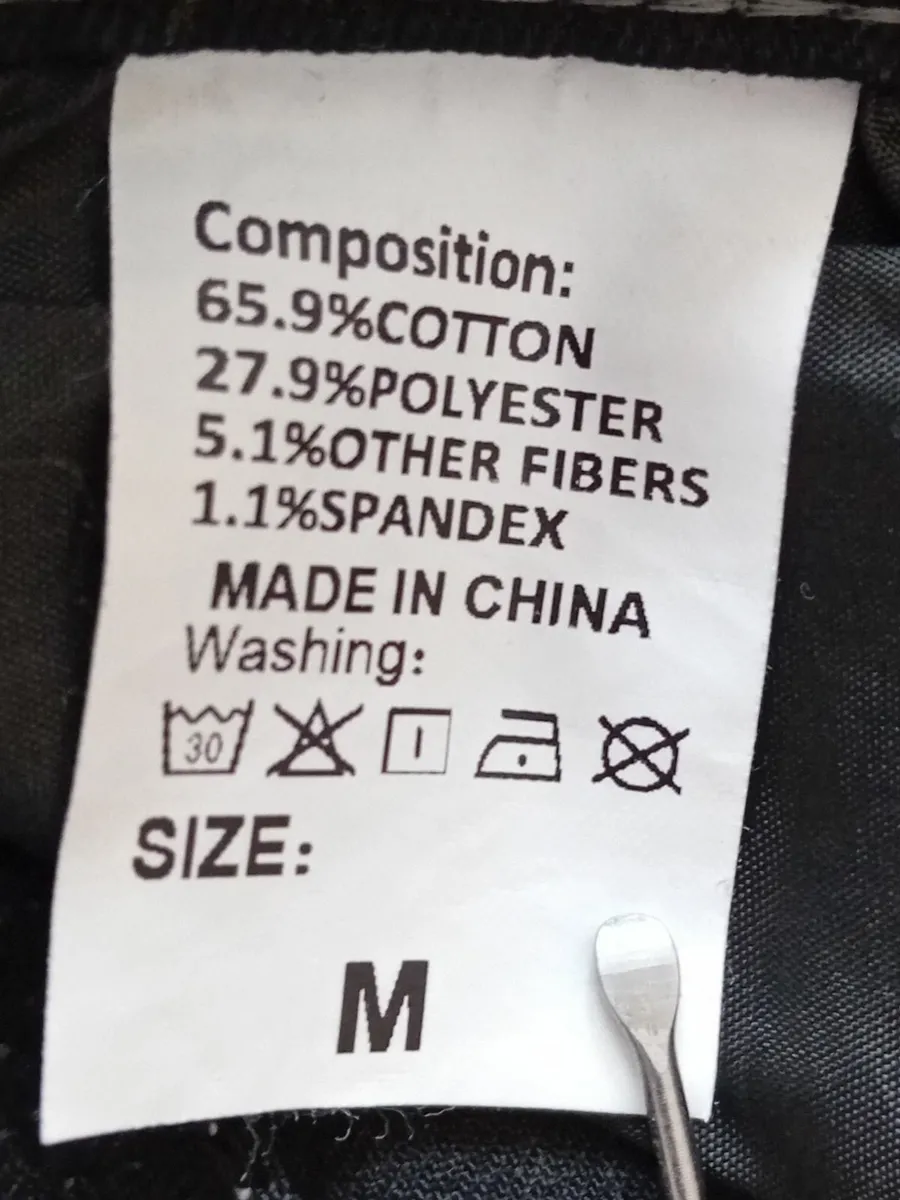 Composition:
65.9%COTTON
27.9%POLYESTER
5.1%OTHER FIBERS
1.1%SPANDEX
MADE IN CHINA
Washing:
30
SIZE:
M